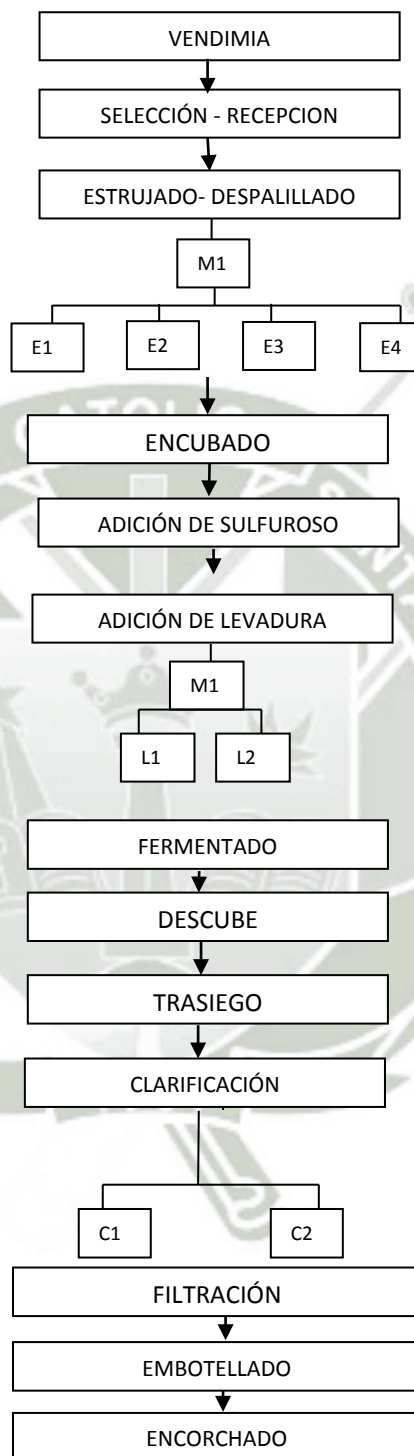 VENDIMIA
SELECCIÓN - RECEPCION
ESTRUJADO- DESPALILLADO
M1
E1 E2 E3 E4
ENCUBADO
ADICIÓN DE SULFUROSO
ADICIÓN DE LEVADURA
M1
L1 L2
FERMENTADO
DESCUBE
TRASIEGO
CLARIFICACIÓN
C1 C2
FILTRACIÓN
EMBOTELLADO
ENCORCHADO